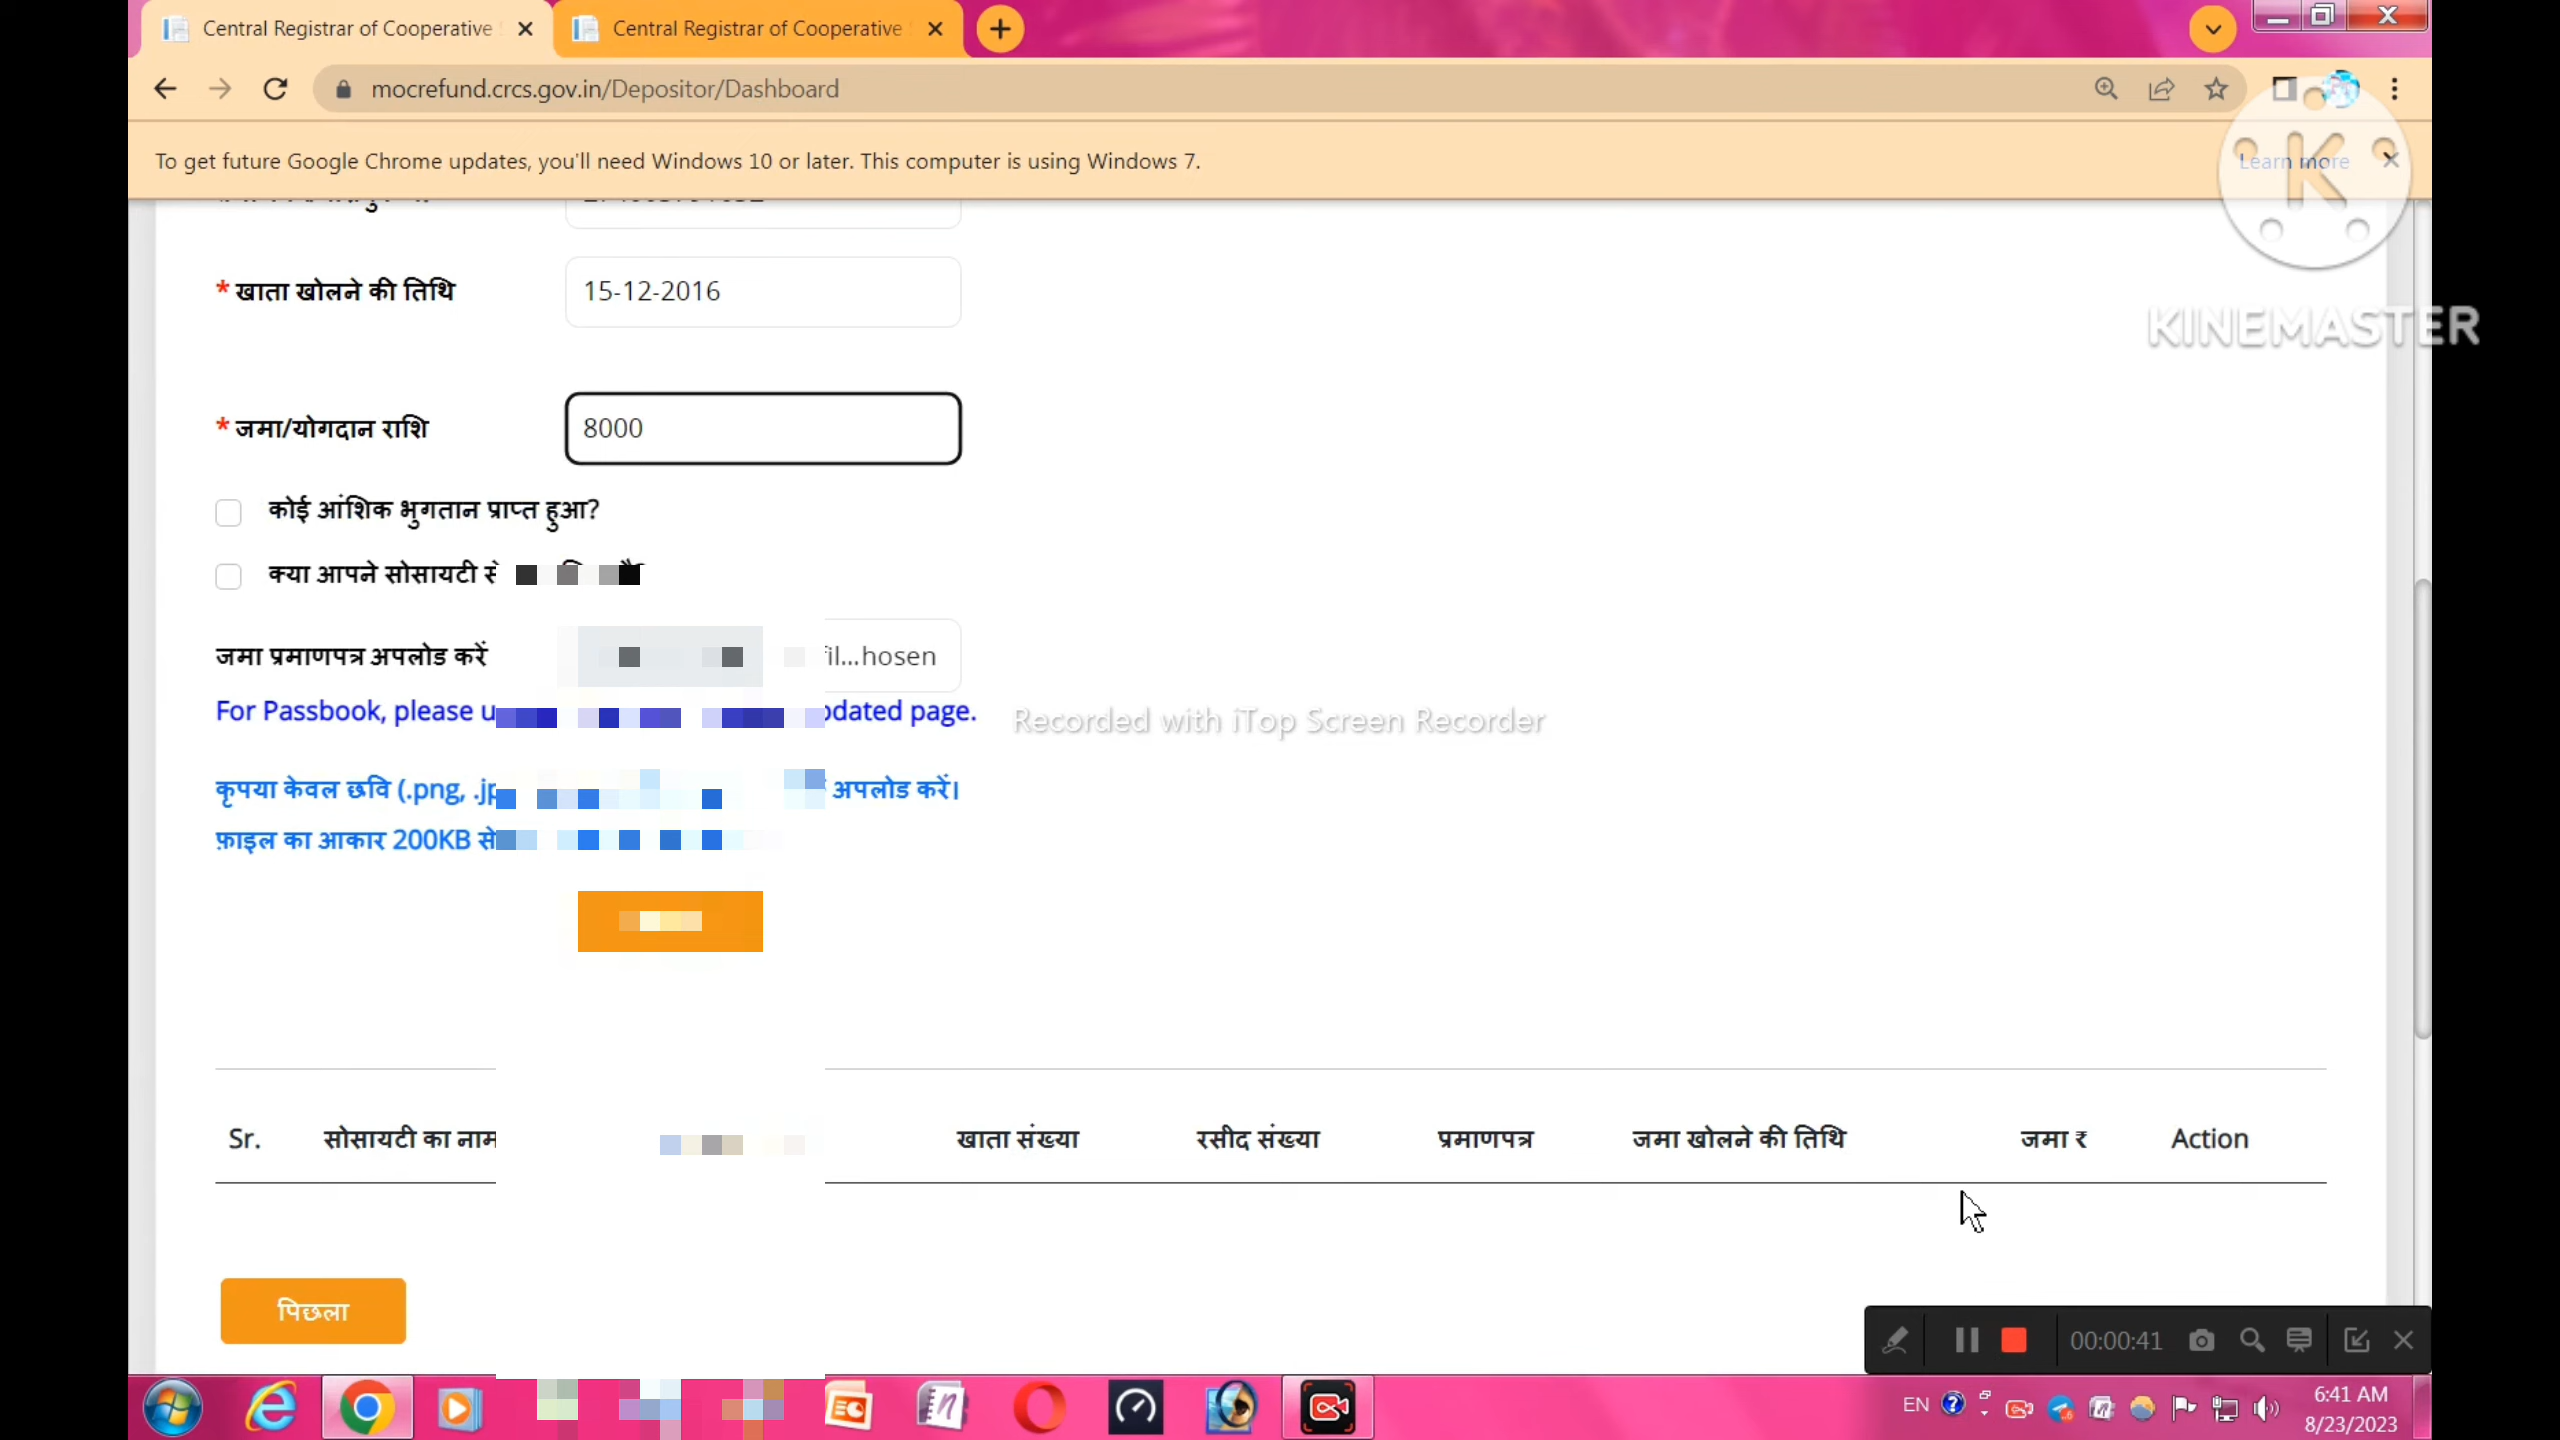 Central Registrar of Cooperative
Central Registrar of Cooperative
mocrefund.crcs.gov.in/Depositor/Dashboard
To get future Google Chrome updates, you'll need Windows 10 or later. This computer is using Windows 7.
Learn more
K
KINEMASTER
* खाता खोलने की तिथि
15-12-2016
* जमा/योगदान राशि
8000
कोई आंशिक भुगतान प्राप्त हुआ?
क्या आपने सोसायटी से
जमा प्रमाणपत्र अपलोड करें
fil...hosen
For Passbook, please page.
Recorded with iTop Screen Recorder
कृपया केवल छवि (.png, अपलोड करें।
फ़ाइल का आकार 200KB से
Sr. सोसायटी का नाम खाता संख्या रसीद संख्या प्रमाणपत्र जमा खोलने की तिथि जमा ₹ Action
पिछला
00:00:41
EN
6:41 AM
8/23/2023